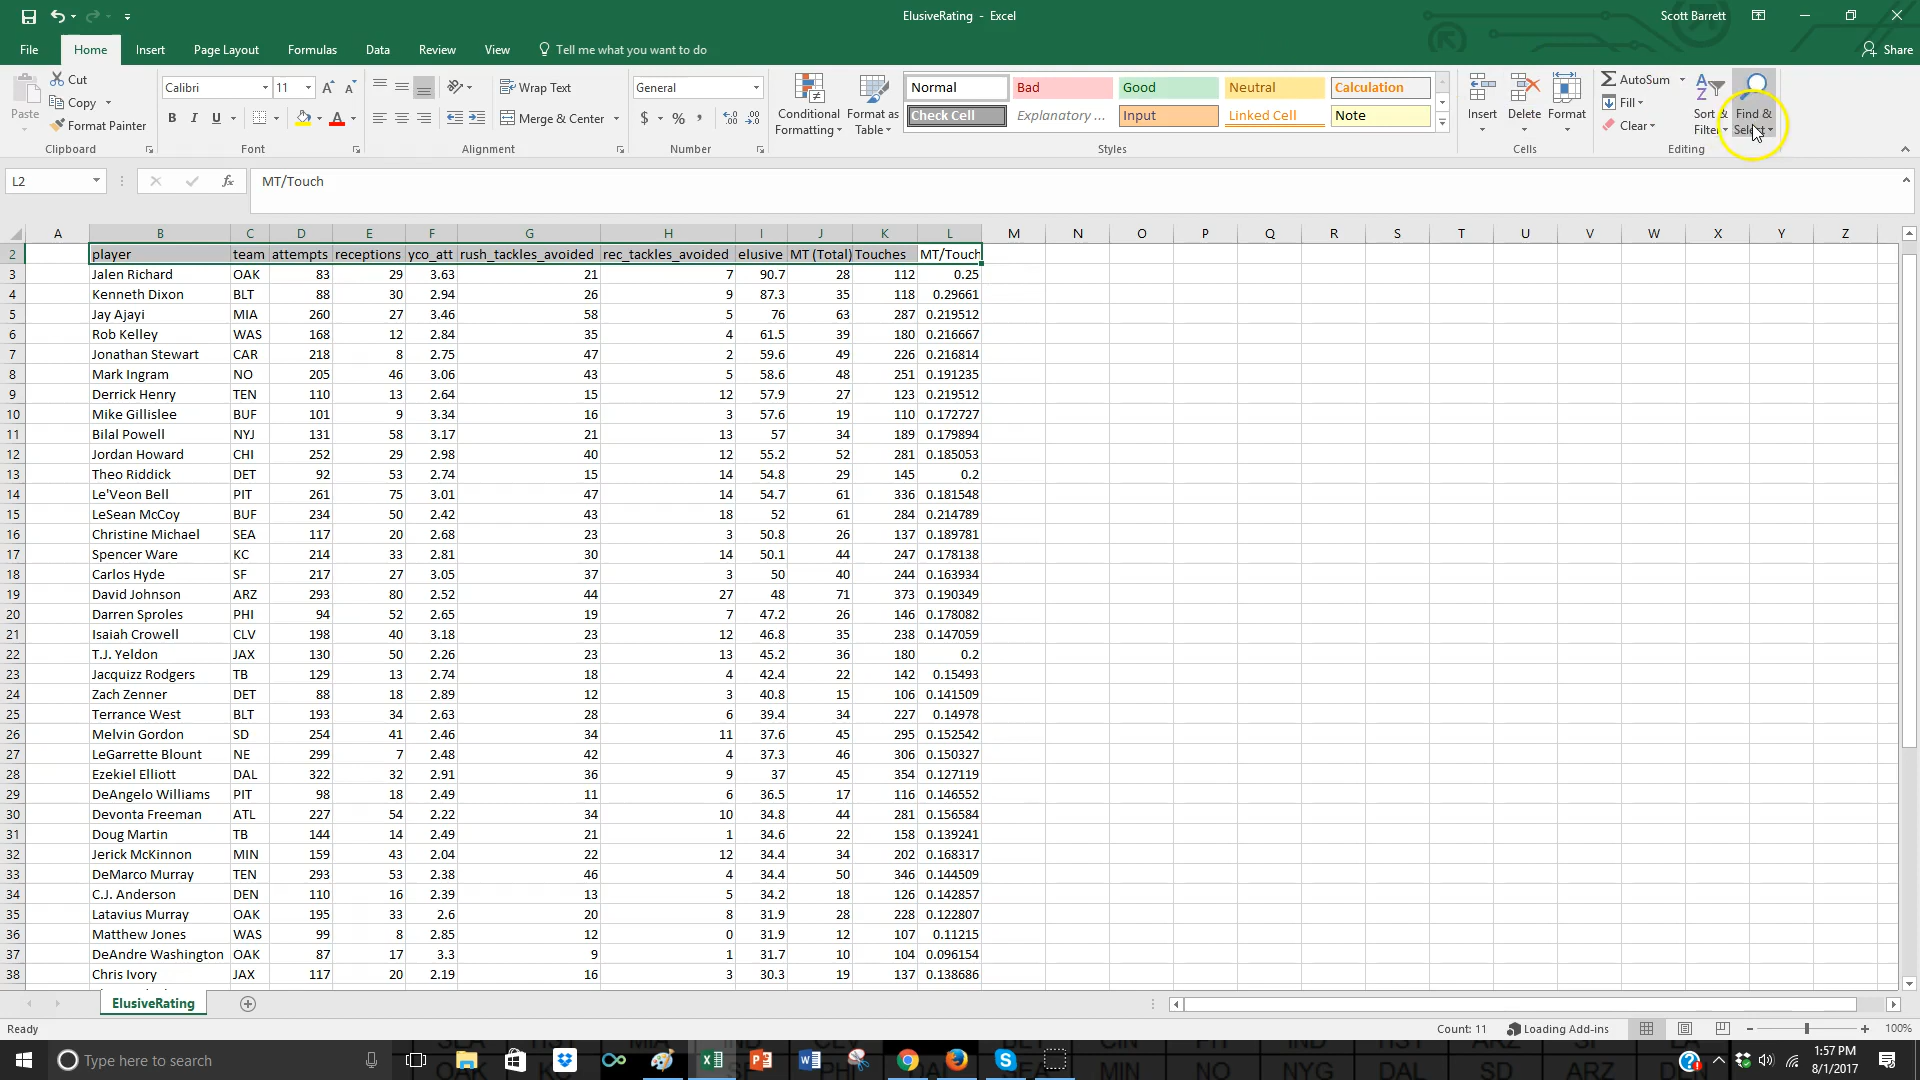 ElusiveRating - Excel
Scott Barrett
File Home Insert Page Layout Formulas Data Review View Tell me what you want to do Share
Cut
Copy
Format Painter
Paste
Clipboard
Calibri 11
B I U
Font
Wrap Text
Merge & Center
Alignment
General
$ % ,
Number
Conditional Formatting
Format as Table
Normal Bad Good Neutral Calculation
Check Cell Explanatory ... Input Linked Cell Note
Styles
Insert Delete Format
Cells
AutoSum
Fill
Clear
Sort & Filter
Find & Select
Editing
L2 fx MT/Touch
A B C D E F G H I J K L M N O P Q R S T U V W X Y Z
2 player team attempts receptions yco_att rush_tackles_avoided rec_tackles_avoided elusive MT (Total) Touches MT/Touch
3 Jalen Richard OAK 83 29 3.63 21 7 90.7 28 112 0.25
4 Kenneth Dixon BLT 88 30 2.94 26 9 87.3 35 118 0.29661
5 Jay Ajayi MIA 260 27 3.46 58 5 76 63 287 0.219512
6 Rob Kelley WAS 168 12 2.84 35 4 61.5 39 180 0.216667
7 Jonathan Stewart CAR 218 8 2.75 47 2 59.6 49 226 0.216814
8 Mark Ingram NO 205 46 3.06 43 5 58.6 48 251 0.191235
9 Derrick Henry TEN 110 13 2.64 15 12 57.9 27 123 0.219512
10 Mike Gillislee BUF 101 9 3.34 16 3 57.6 19 110 0.172727
11 Bilal Powell NYJ 131 58 3.17 21 13 57 34 189 0.179894
12 Jordan Howard CHI 252 29 2.98 40 12 55.2 52 281 0.185053
13 Theo Riddick DET 92 53 2.74 15 14 54.8 29 145 0.2
14 Le'Veon Bell PIT 261 75 3.01 47 14 54.7 61 336 0.181548
15 LeSean McCoy BUF 234 50 2.42 43 18 52 61 284 0.214789
16 Christine Michael SEA 117 20 2.68 23 3 50.8 26 137 0.189781
17 Spencer Ware KC 214 33 2.81 30 14 50.1 44 247 0.178138
18 Carlos Hyde SF 217 27 3.05 37 3 50 40 244 0.163934
19 David Johnson ARZ 293 80 2.52 44 27 48 71 373 0.190349
20 Darren Sproles PHI 94 52 2.65 19 7 47.2 26 146 0.178082
21 Isaiah Crowell CLV 198 40 3.18 23 12 46.8 35 238 0.147059
22 T.J. Yeldon JAX 130 50 2.26 23 13 45.2 36 180 0.2
23 Jacquizz Rodgers TB 129 13 2.74 18 4 42.4 22 142 0.15493
24 Zach Zenner DET 88 18 2.89 12 3 40.8 15 106 0.141509
25 Terrance West BLT 193 34 2.63 28 6 39.4 34 227 0.14978
26 Melvin Gordon SD 254 41 2.46 34 11 37.6 45 295 0.152542
27 LeGarrette Blount NE 299 7 2.48 42 4 37.3 46 306 0.150327
28 Ezekiel Elliott DAL 322 32 2.91 36 9 37 45 354 0.127119
29 DeAngelo Williams PIT 98 18 2.49 11 6 36.5 17 116 0.146552
30 Devonta Freeman ATL 227 54 2.22 34 10 34.8 44 281 0.156584
31 Doug Martin TB 144 14 2.49 21 1 34.6 22 158 0.139241
32 Jerick McKinnon MIN 159 43 2.04 22 12 34.4 34 202 0.168317
33 DeMarco Murray TEN 293 53 2.38 46 4 34.4 50 346 0.144509
34 C.J. Anderson DEN 110 16 2.39 13 5 34.2 18 126 0.142857
35 Latavius Murray OAK 195 33 2.6 20 8 31.9 28 228 0.122807
36 Matthew Jones WAS 99 8 2.85 12 0 31.9 12 107 0.11215
37 DeAndre Washington OAK 87 17 3.3 9 1 31.7 10 104 0.096154
38 Chris Ivory JAX 117 20 2.19 16 3 30.3 19 137 0.138686
ElusiveRating
Ready Count: 11 Loading Add-ins 100%
Type here to search
1:57 PM
8/1/2017
OAK MIN NO NYG DAL SD ARZ DEN